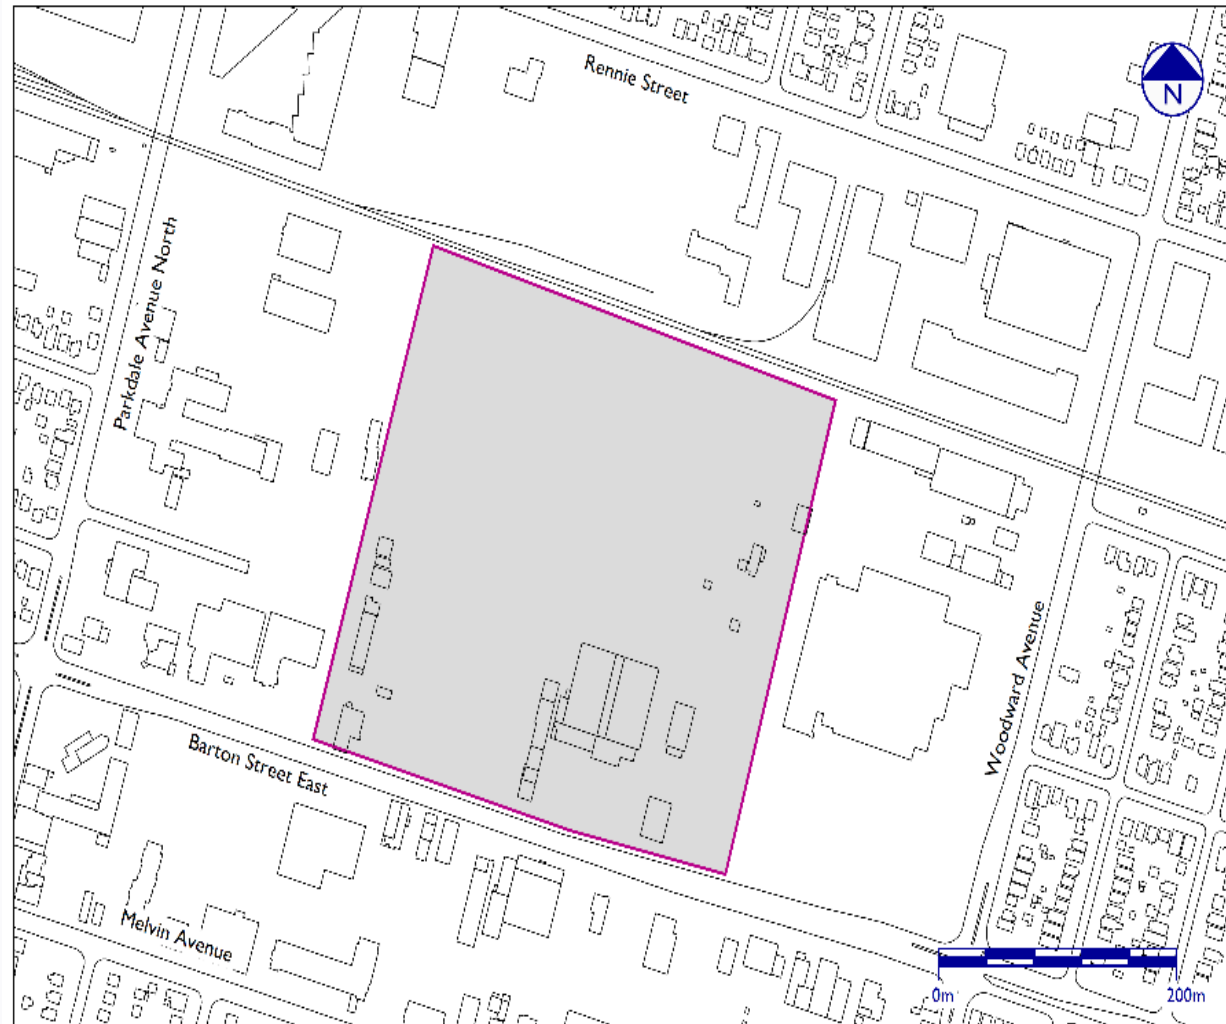 Rennie Street
N
Parkdale Avenue North
Woodward Avenue
Barton Street East
Melvin Avenue
0m 200m